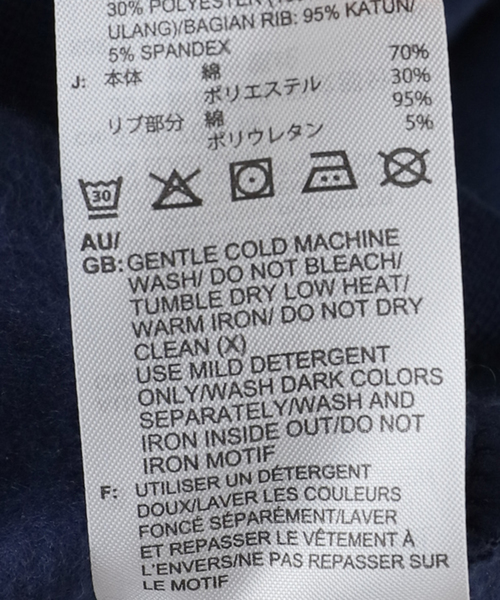 30% POLYESTER
ULANG)/BAGIAN RIB: 95% KATUN/
5% SPANDEX
J: 本体 綿 70%
ポリエステル 30%
リブ部分 綿 95%
ポリウレタン 5%
30
AU/
GB: GENTLE COLD MACHINE
WASH/ DO NOT BLEACH/
TUMBLE DRY LOW HEAT/
WARM IRON/ DO NOT DRY
CLEAN (X)
USE MILD DETERGENT
ONLY/WASH DARK COLORS
SEPARATELY/WASH AND
IRON INSIDE OUT/DO NOT
IRON MOTIF
F: UTILISER UN DÉTERGENT
DOUX/LAVER LES COULEURS
FONCÉ SÉPARÉMENT/LAVER
ET REPASSER LE VÊTEMENT À
L'ENVERS/NE PAS REPASSER SUR
LE MOTIF